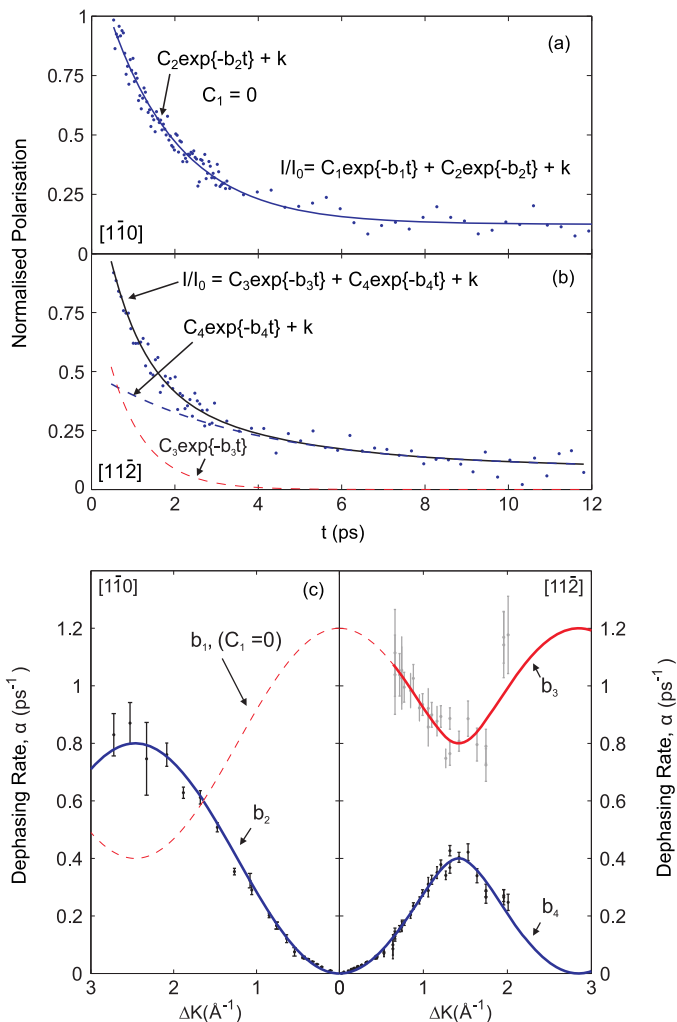 1
(a)
C₂exp{-b₂t} + k
0.75
C₁ = 0
0.5
I/I₀= C₁exp{-b₁t} + C₂exp{-b₂t} + k
0.25
[11̄0]
0
Normalised Polarisation
(b)
I/I₀ = C₃exp{-b₃t} + C₄exp{-b₄t} + k
0.75
C₄exp{-b₄t} + k
0.5
0.25
C₃exp{-b₃t}
[112̄]
0
0 2 4 6 8 10 12
t (ps)
[11̄0] (c) [112̄]
1.2 1.2
b₁, (C₁ =0)
b₃
1 1
0.8 0.8
0.6 0.6
b₂
0.4 0.4
0.2 0.2
b₄
0 0
Dephasing Rate, α (ps⁻¹)
Dephasing Rate, α (ps⁻¹)
3 2 1 0 0 1 2 3
ΔK(Å⁻¹) ΔK(Å⁻¹)